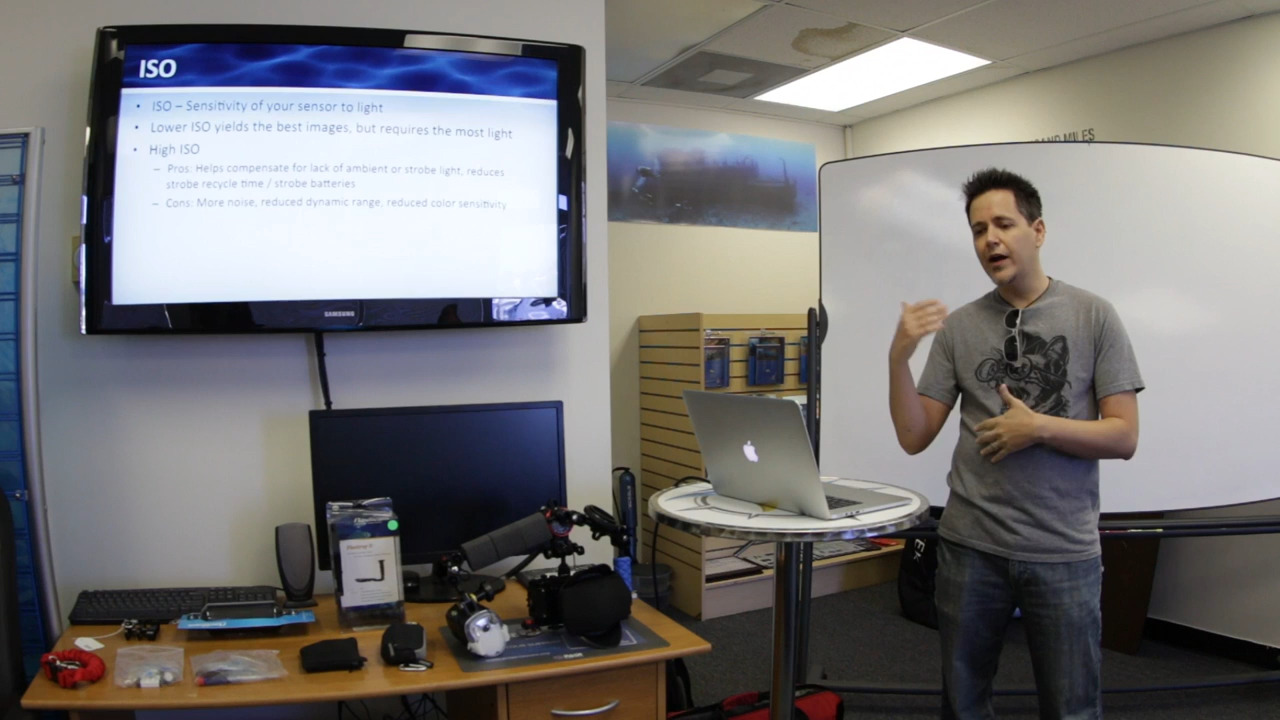 ISO
• ISO – Sensitivity of your sensor to light
• Lower ISO yields the best images, but requires the most light
• High ISO
– Pros: Helps compensate for lack of ambient or strobe light, reduces
strobe recycle time / strobe batteries
– Cons: More noise, reduced dynamic range, reduced color sensitivity
SAMSUNG
AND MILES